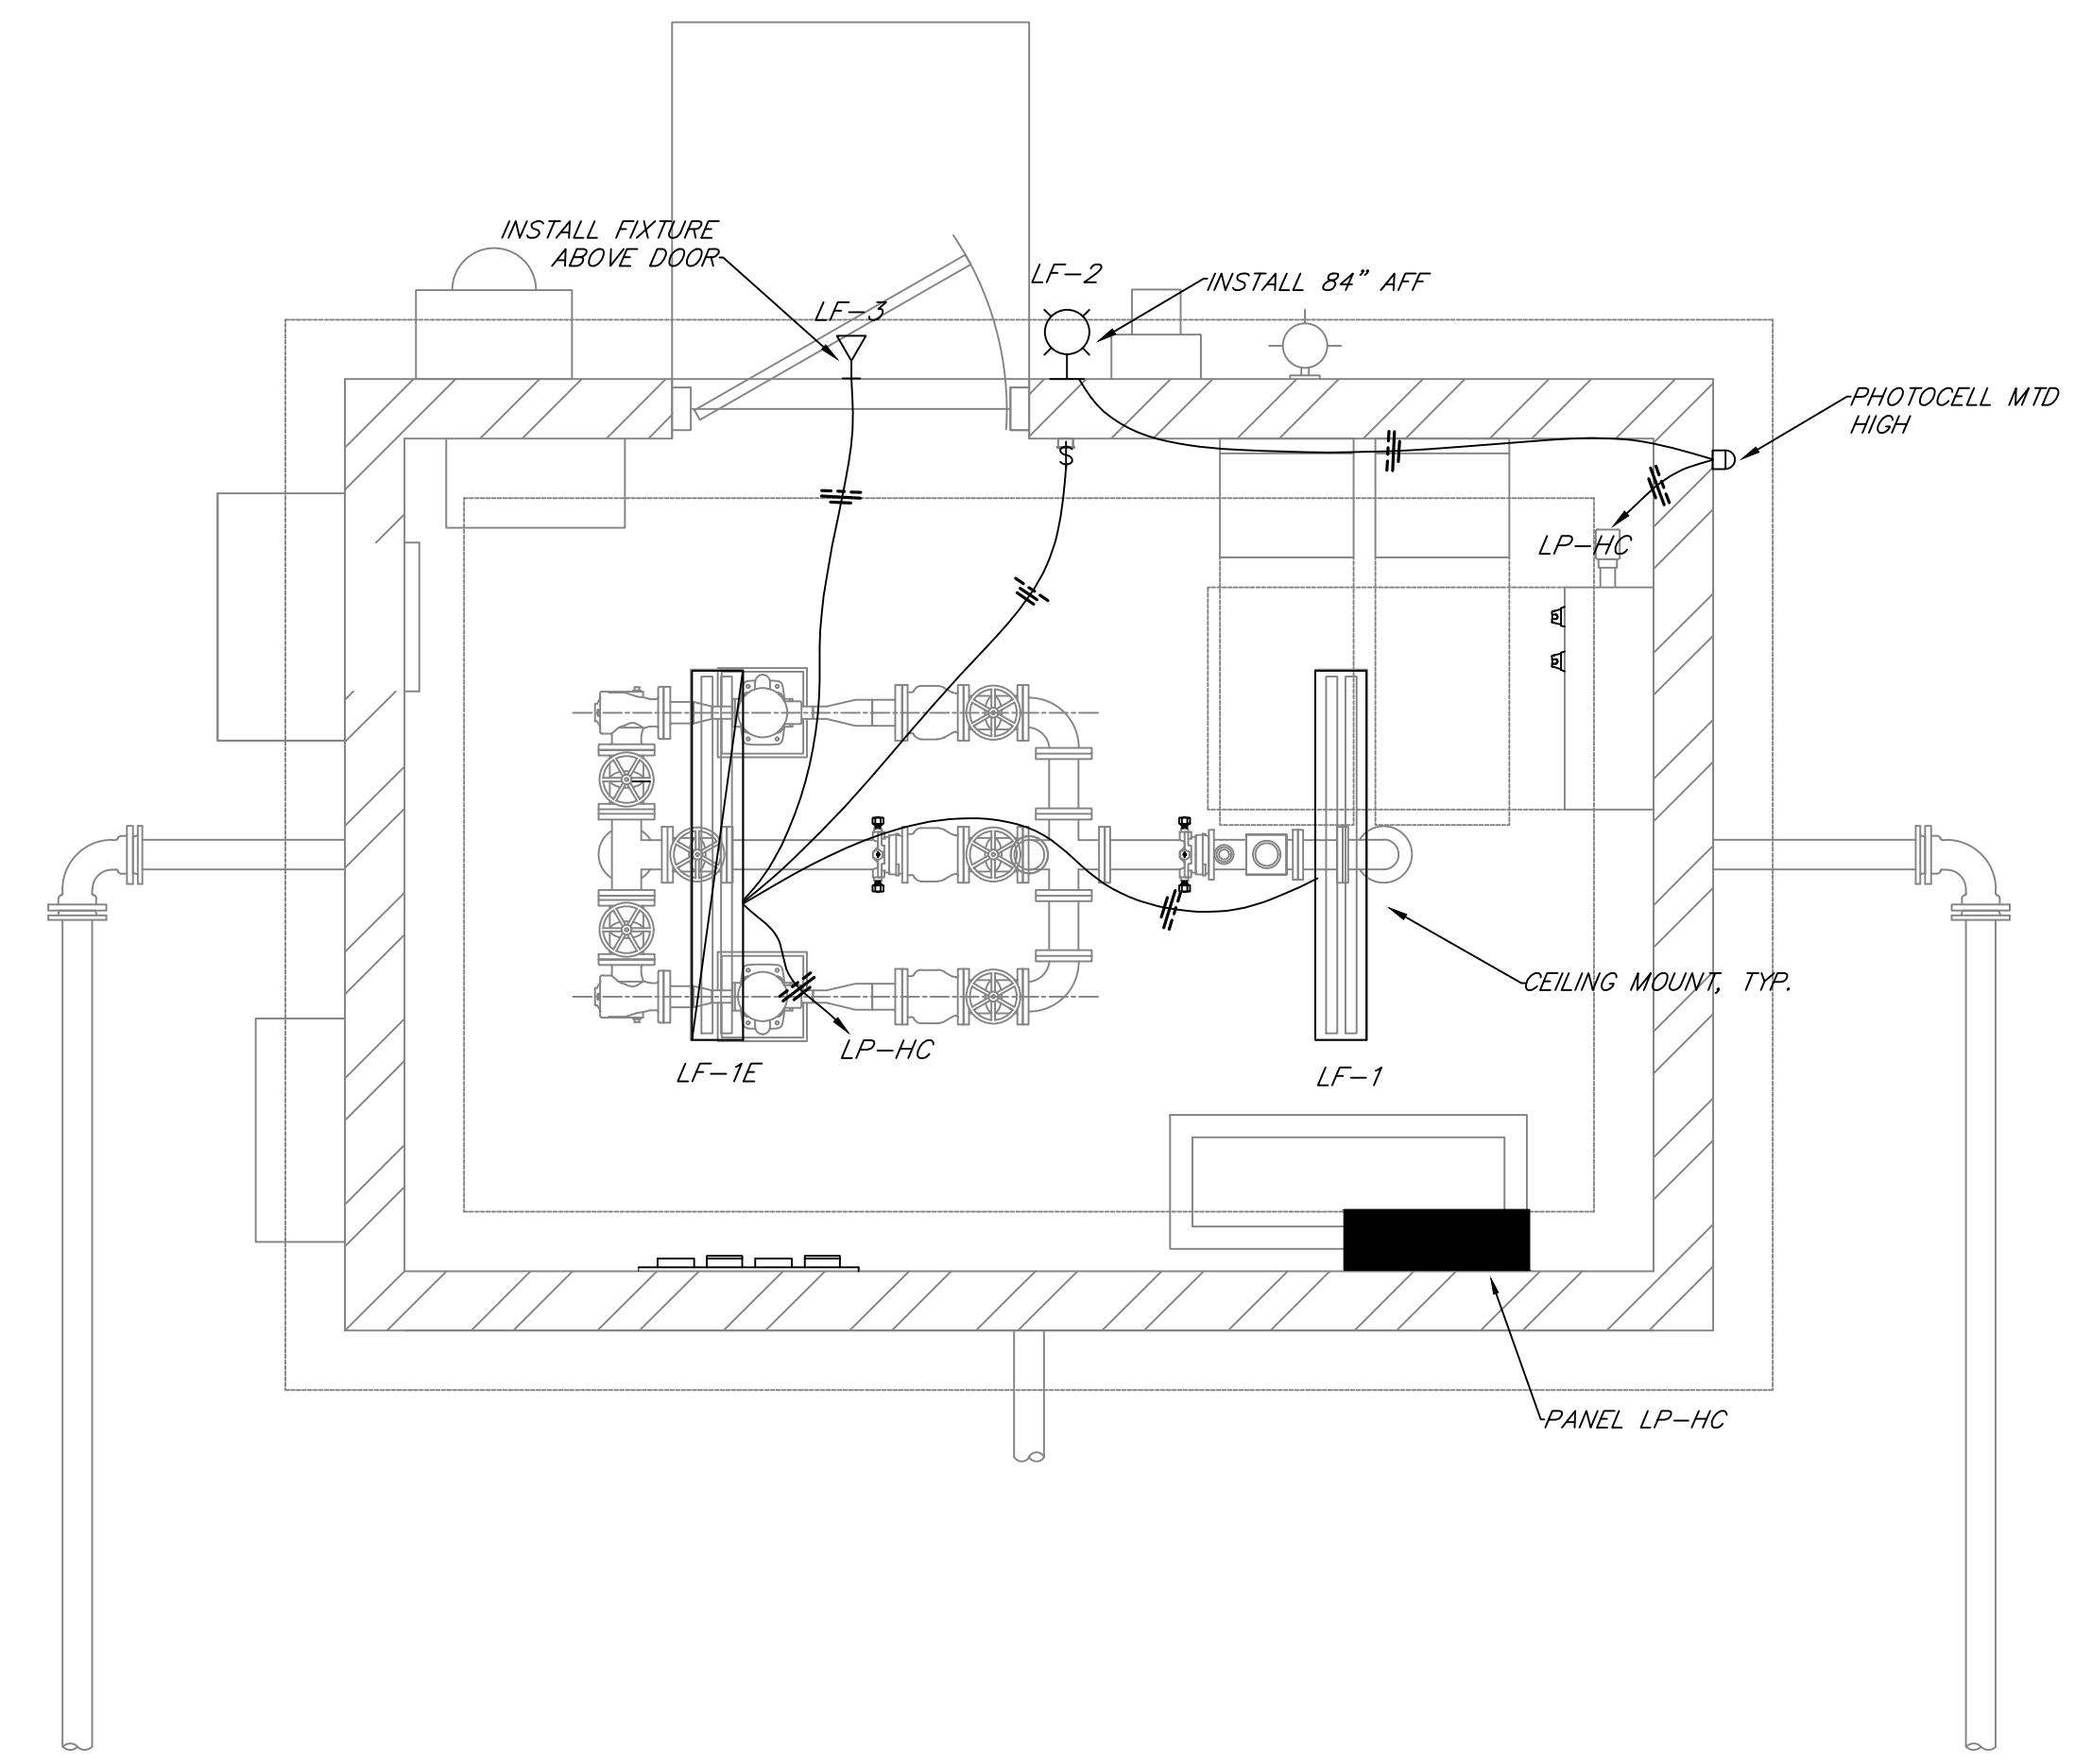 INSTALL FIXTURE
ABOVE DOOR
LF-3
LF-2
INSTALL 84" AFF
PHOTOCELL MTD
HIGH
$
LP-HC
CEILING MOUNT, TYP.
LP-HC
LF-1E
LF-1
PANEL LP-HC